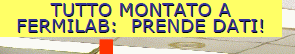 TUTTO MONTATO A
FERMILAB: PRENDE DATI!